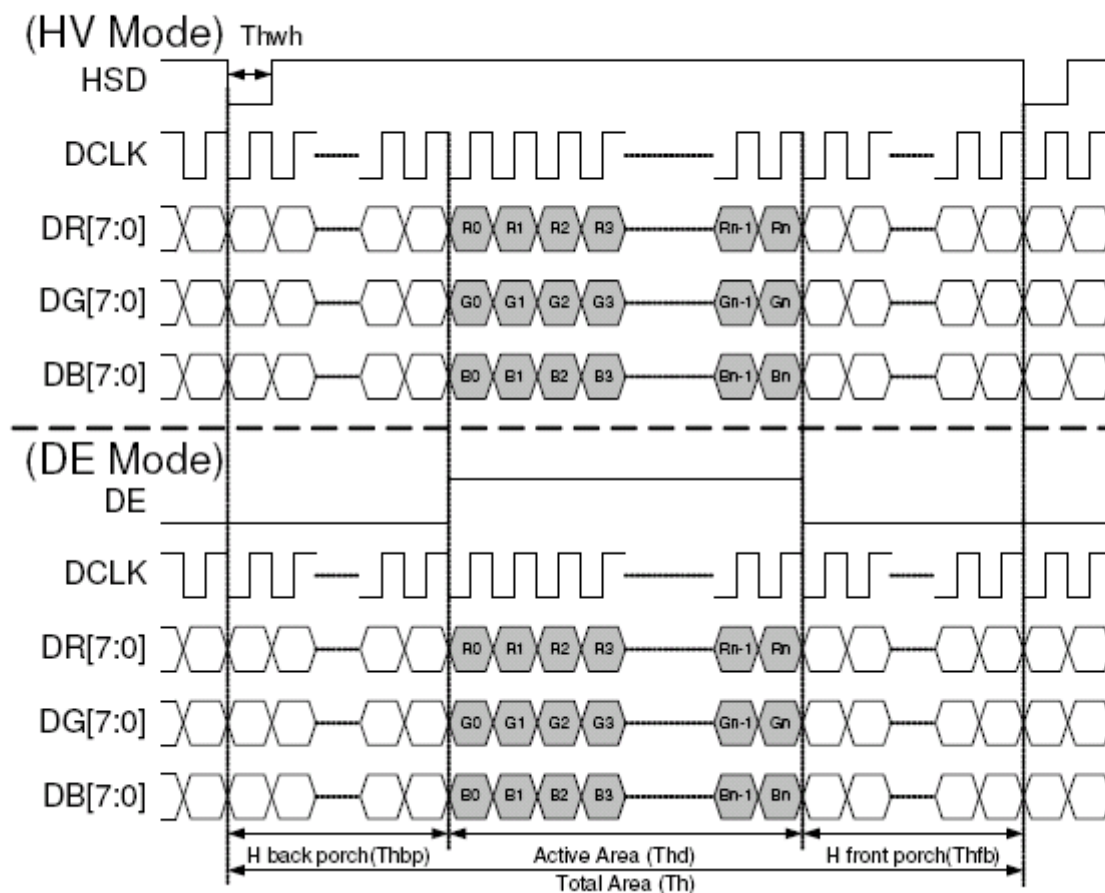 (HV Mode) Thwh
HSD
DCLK
DR[7:0] R0 R1 R2 R3 Rn-1 Rn
DG[7:0] G0 G1 G2 G3 Gn-1 Gn
DB[7:0] B0 B1 B2 B3 Bn-1 Bn
(DE Mode)
DE
DCLK
DR[7:0] R0 R1 R2 R3 Rn-1 Rn
DG[7:0] G0 G1 G2 G3 Gn-1 Gn
DB[7:0] B0 B1 B2 B3 Bn-1 Bn
H back porch(Thbp) Active Area (Thd) H front porch(Thfb)
Total Area (Th)